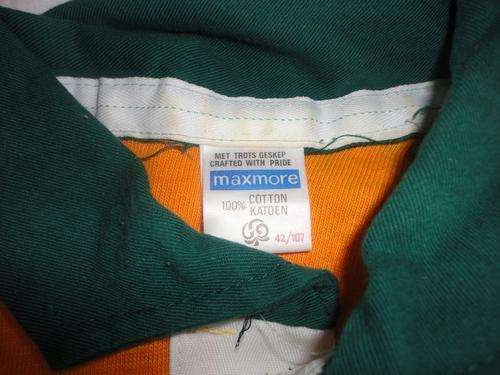 MET TROTS GESKEP
CRAFTED WITH PRIDE
maxmore
100% COTTON
KATOEN
42/107